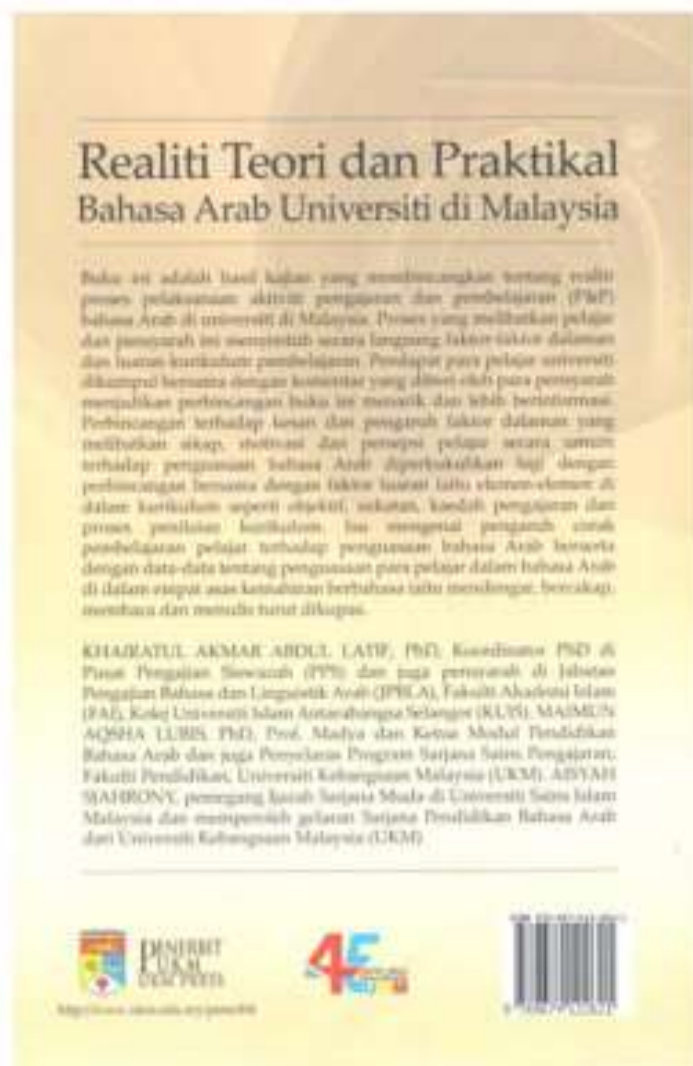 Realiti Teori dan Praktikal
Bahasa Arab Universiti di Malaysia
Buku ini adalah hasil kajian yang membincangkan tentang realiti
proses pelaksanaan aktiviti pengajaran dan pembelajaran (P&P)
bahasa Arab di universiti di Malaysia. Proses yang melibatkan pelajar
dan pensyarah ini menyentuh secara langsung faktor-faktor dalaman
dan luaran kurikulum pembelajaran. Pendapat para pelajar universiti
dikumpul bersama dengan komentar yang diberi oleh para pensyarah
menjadikan perbincangan buku ini menarik dan lebih berinformasi.
Perbincangan terhadap kesan dan pengaruh faktor dalaman yang
melibatkan sikap, motivasi dan persepsi pelajar secara umum
terhadap penguasaan bahasa Arab diperkukuhkan lagi dengan
perbincangan bersama dengan faktor luaran iaitu elemen-elemen di
dalam kurikulum seperti objektif, sukatan, kaedah pengajaran dan
proses penilaian kurikulum. Isu mengenai pengaruh corak
pembelajaran pelajar terhadap penguasaan bahasa Arab berserta
dengan data-data tentang penguasaan para pelajar dalam bahasa Arab
di dalam empat asas kemahiran berbahasa iaitu mendengar, bercakap,
membaca dan menulis turut dikupas.
KHAIRATUL AKMAR ABDUL LATIF, PhD, Koordinator PhD di
Pusat Pengajian Siswazah (PPS) dan juga pensyarah di Jabatan
Pengajian Bahasa dan Linguistik Arab (JPBLA), Fakulti Akademi Islam
(FAI), Kolej Universiti Islam Antarabangsa Selangor (KUIS). MAIMUN
AQSHA LUBIS, PhD, Prof. Madya dan Ketua Modul Pendidikan
Bahasa Arab dan juga Penyelaras Program Sarjana Sains Pengajaran,
Fakulti Pendidikan, Universiti Kebangsaan Malaysia (UKM). AISYAH
SJAHRONY, pemegang Ijazah Sarjana Muda di Universiti Sains Islam
Malaysia dan memperoleh gelaran Sarjana Pendidikan Bahasa Arab
dari Universiti Kebangsaan Malaysia (UKM)
PENERBIT
UKM
UKM PRESS